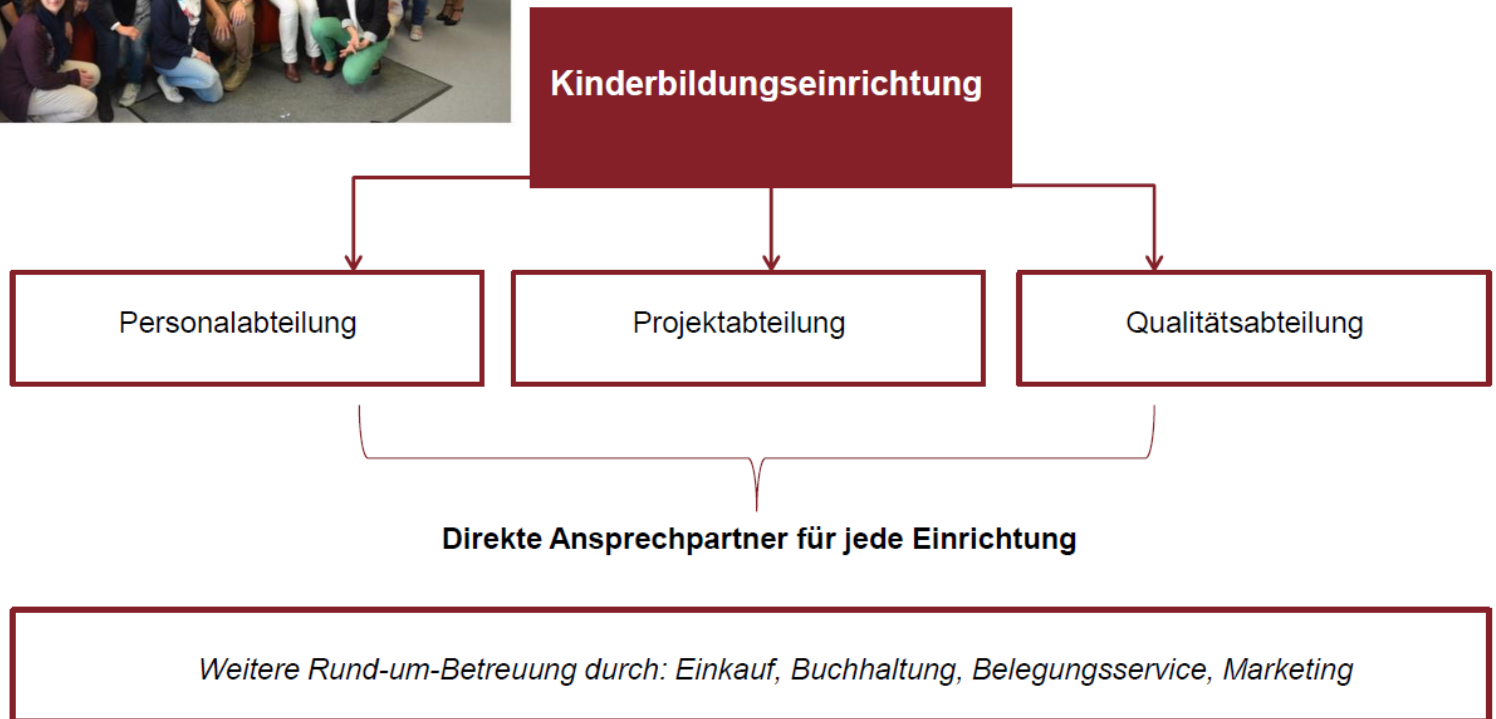 Kinderbildungseinrichtung
Personalabteilung
Projektabteilung
Qualitätsabteilung
Direkte Ansprechpartner für jede Einrichtung
Weitere Rund-um-Betreuung durch: Einkauf, Buchhaltung, Belegungsservice, Marketing